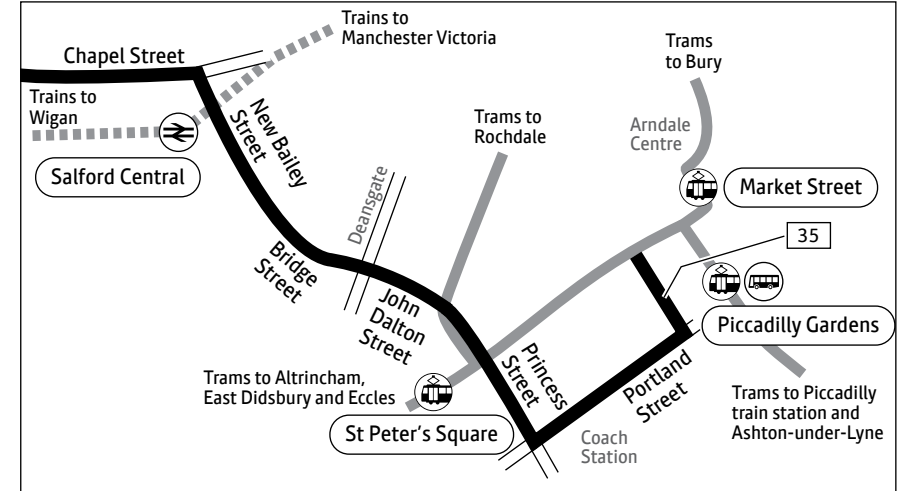 Trains to
Manchester Victoria
Chapel Street
Trains to
Wigan
Salford Central
New Bailey
Street
Bridge
Street
Deansgate
John
Dalton
Street
Trams to
Rochdale
Trams
to Bury
Arndale
Centre
Market Street
35
Piccadilly Gardens
Princess
Street
Portland
Street
Trams to Altrincham,
East Didsbury and Eccles
St Peter's Square
Coach
Station
Trams to Piccadilly
train station and
Ashton-under-Lyne